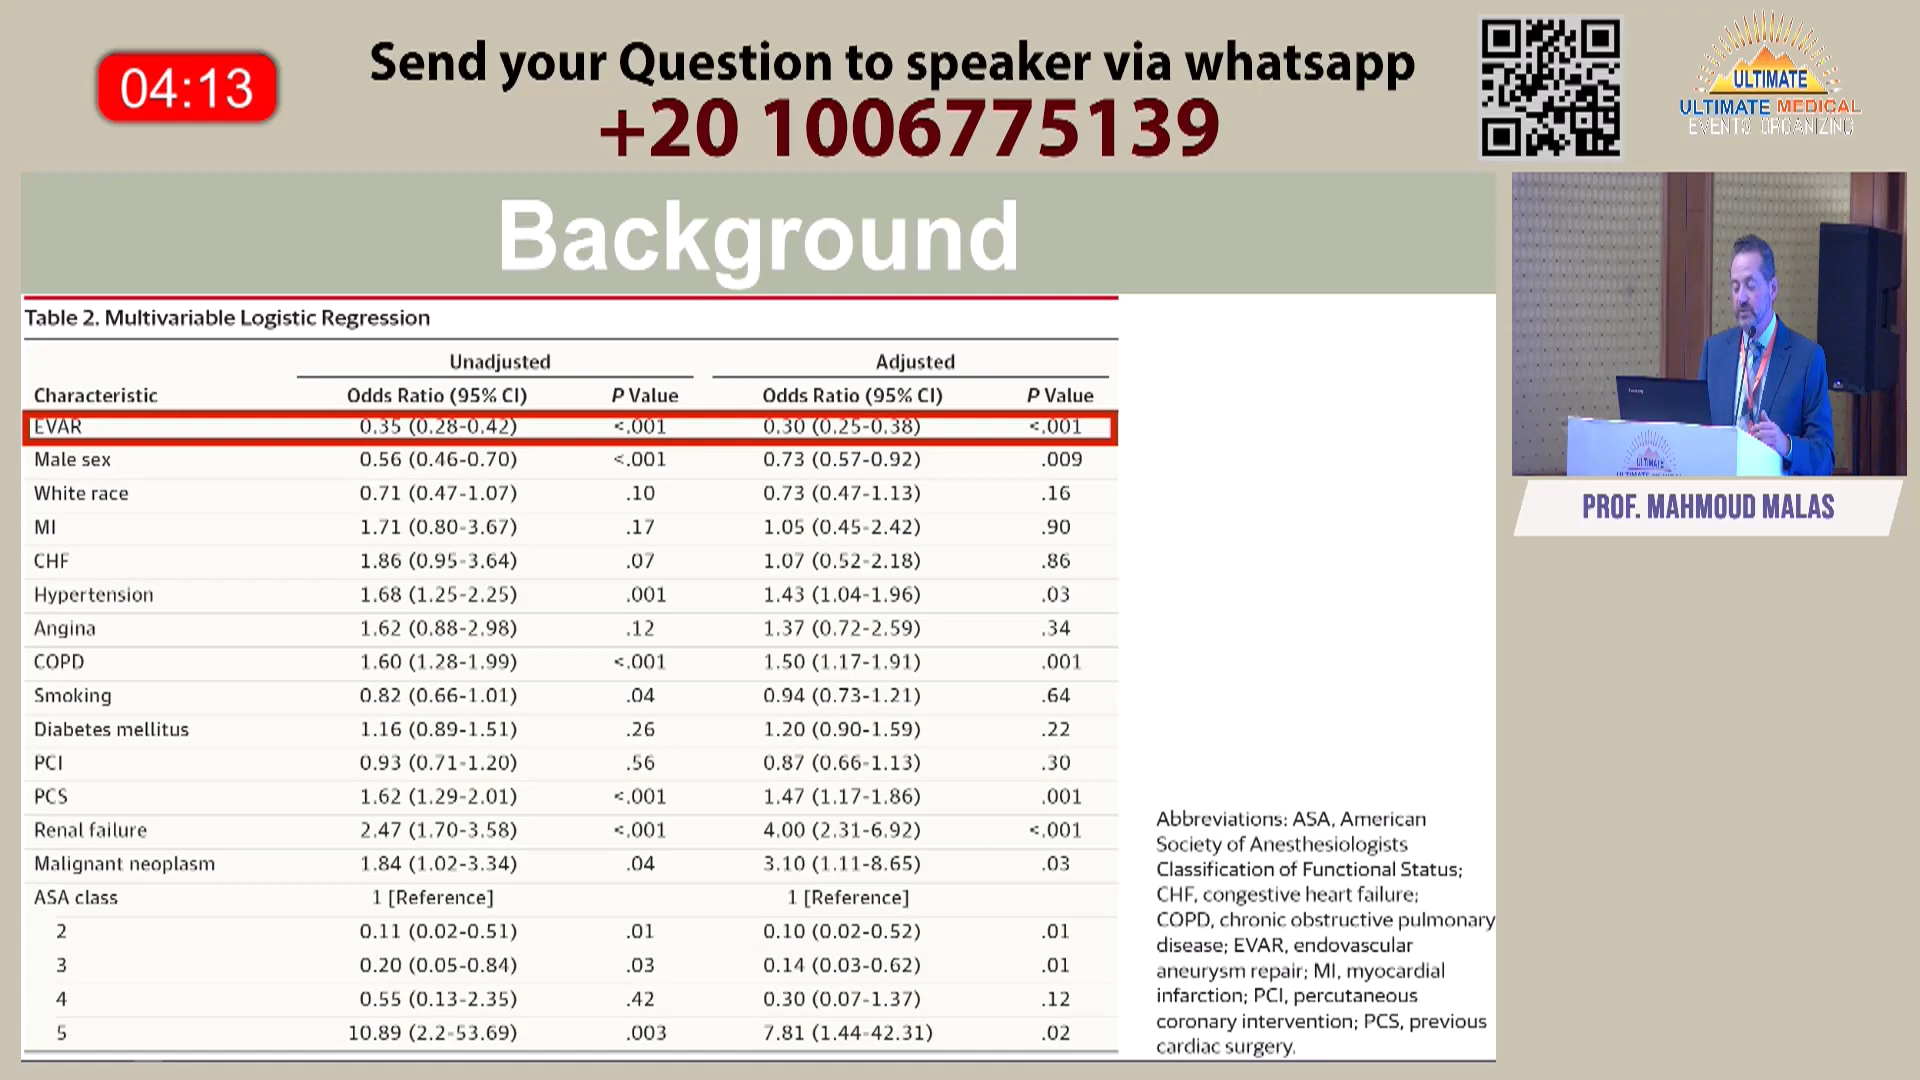 04:13
Send your Question to speaker via whatsapp
+20 1006775139
ULTIMATE
ULTIMATE MEDICAL
EVENTS ORGANIZING
Background
Table 2. Multivariable Logistic Regression
Unadjusted Adjusted
Characteristic Odds Ratio (95% CI) P Value Odds Ratio (95% CI) P Value
EVAR 0.35 (0.28-0.42) <.001 0.30 (0.25-0.38) <.001
Male sex 0.56 (0.46-0.70) <.001 0.73 (0.57-0.92) .009
White race 0.71 (0.47-1.07) .10 0.73 (0.47-1.13) .16
MI 1.71 (0.80-3.67) .17 1.05 (0.45-2.42) .90
CHF 1.86 (0.95-3.64) .07 1.07 (0.52-2.18) .86
Hypertension 1.68 (1.25-2.25) .001 1.43 (1.04-1.96) .03
Angina 1.62 (0.88-2.98) .12 1.37 (0.72-2.59) .34
COPD 1.60 (1.28-1.99) <.001 1.50 (1.17-1.91) .001
Smoking 0.82 (0.66-1.01) .04 0.94 (0.73-1.21) .64
Diabetes mellitus 1.16 (0.89-1.51) .26 1.20 (0.90-1.59) .22
PCI 0.93 (0.71-1.20) .56 0.87 (0.66-1.13) .30
PCS 1.62 (1.29-2.01) <.001 1.47 (1.17-1.86) .001
Renal failure 2.47 (1.70-3.58) <.001 4.00 (2.31-6.92) <.001
Malignant neoplasm 1.84 (1.02-3.34) .04 3.10 (1.11-8.65) .03
ASA class 1 [Reference] 1 [Reference]
2 0.11 (0.02-0.51) .01 0.10 (0.02-0.52) .01
3 0.20 (0.05-0.84) .03 0.14 (0.03-0.62) .01
4 0.55 (0.13-2.35) .42 0.30 (0.07-1.37) .12
5 10.89 (2.2-53.69) .003 7.81 (1.44-42.31) .02
Abbreviations: ASA, American
Society of Anesthesiologists
Classification of Functional Status;
CHF, congestive heart failure;
COPD, chronic obstructive pulmonary
disease; EVAR, endovascular
aneurysm repair; MI, myocardial
infarction; PCI, percutaneous
coronary intervention; PCS, previous
cardiac surgery.
ULTIMATE
PROF. MAHMOUD MALAS